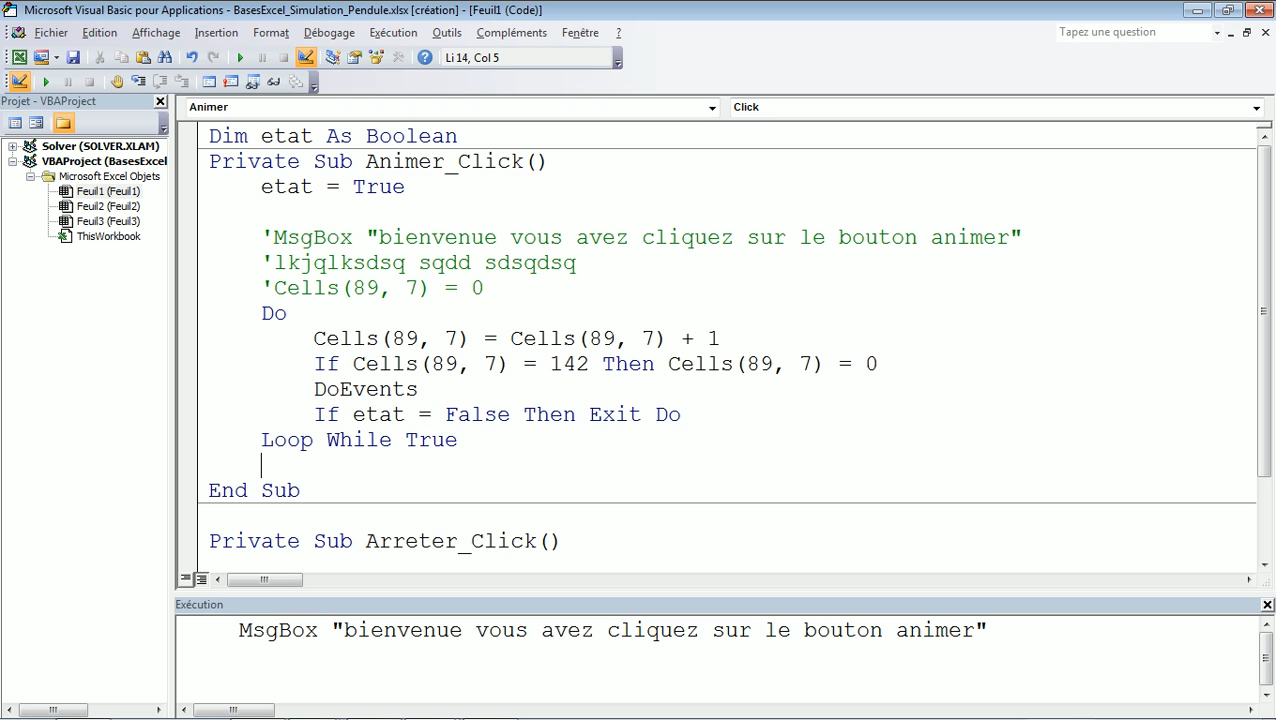 Microsoft Visual Basic pour Applications - BasesExcel_Simulation_Pendule.xlsx [création] - [Feuil1 (Code)]
Fichier Edition Affichage Insertion Format Débogage Exécution Outils Compléments Fenêtre ? Tapez une question
Li 14, Col 5
Projet - VBAProject
Animer Click
Solver (SOLVER.XLAM)
VBAProject (BasesExcel
Microsoft Excel Objets
Feuil1 (Feuil1)
Feuil2 (Feuil2)
Feuil3 (Feuil3)
ThisWorkbook
Dim etat As Boolean
Private Sub Animer_Click()
etat = True
'MsgBox "bienvenue vous avez cliquez sur le bouton animer"
'lkjqlksdsq sqdd sdsqdsq
'Cells(89, 7) = 0
Do
Cells(89, 7) = Cells(89, 7) + 1
If Cells(89, 7) = 142 Then Cells(89, 7) = 0
DoEvents
If etat = False Then Exit Do
Loop While True
End Sub
Private Sub Arreter_Click()
Exécution
MsgBox "bienvenue vous avez cliquez sur le bouton animer"